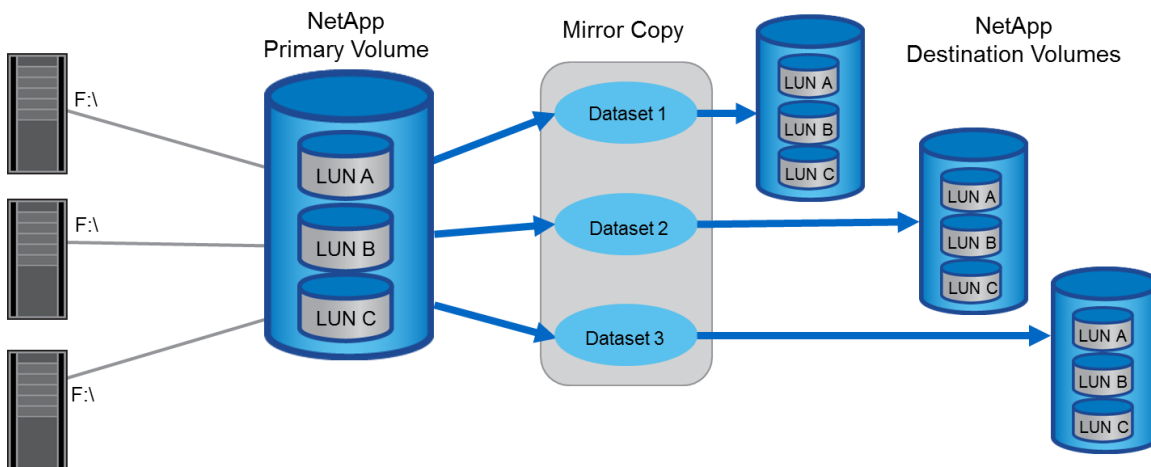 NetApp
Primary Volume
Mirror Copy
NetApp
Destination Volumes
F:\
F:\
F:\
LUN A
LUN B
LUN C
Dataset 1
Dataset 2
Dataset 3
LUN A
LUN B
LUN C
LUN A
LUN B
LUN C
LUN A
LUN B
LUN C